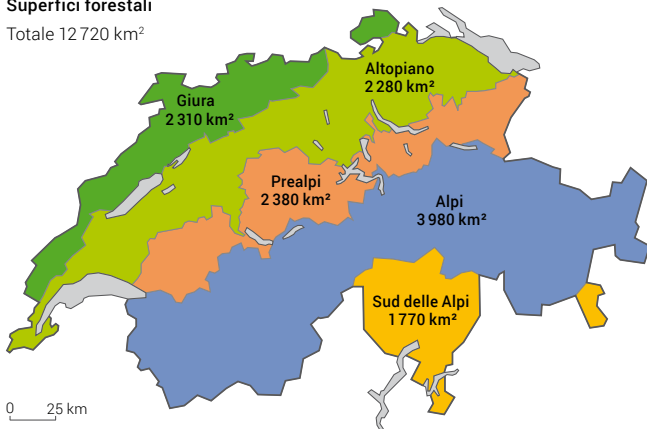 Superfici forestali
Totale 12 720 km²
Altopiano
2 280 km²
Giura
2 310 km²
Prealpi
2 380 km²
Alpi
3 980 km²
Sud delle Alpi
1 770 km²
0 25 km